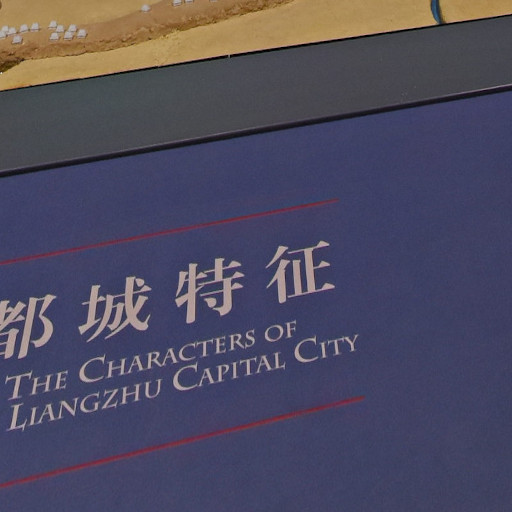 都城特征
THE CHARACTERS OF
LIANGZHU CAPITAL CITY